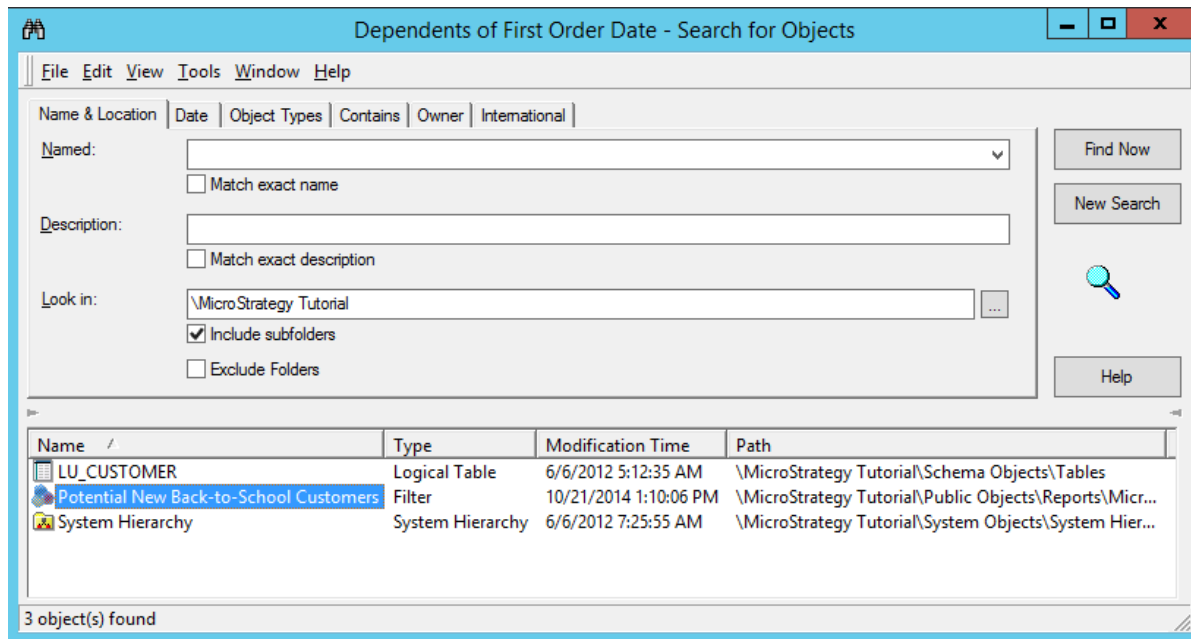 Dependents of First Order Date - Search for Objects
File Edit View Tools Window Help
Name & Location Date Object Types Contains Owner International
Named:
Match exact name
Find Now
New Search
Description:
Match exact description
Look in: \MicroStrategy Tutorial ...
Include subfolders
Exclude Folders
Help
Name Type Modification Time Path
LU_CUSTOMER Logical Table 6/6/2012 5:12:35 AM \MicroStrategy Tutorial\Schema Objects\Tables
Potential New Back-to-School Customers Filter 10/21/2014 1:10:06 PM \MicroStrategy Tutorial\Public Objects\Reports\Micr...
System Hierarchy System Hierarchy 6/6/2012 7:25:55 AM \MicroStrategy Tutorial\System Objects\System Hier...
3 object(s) found